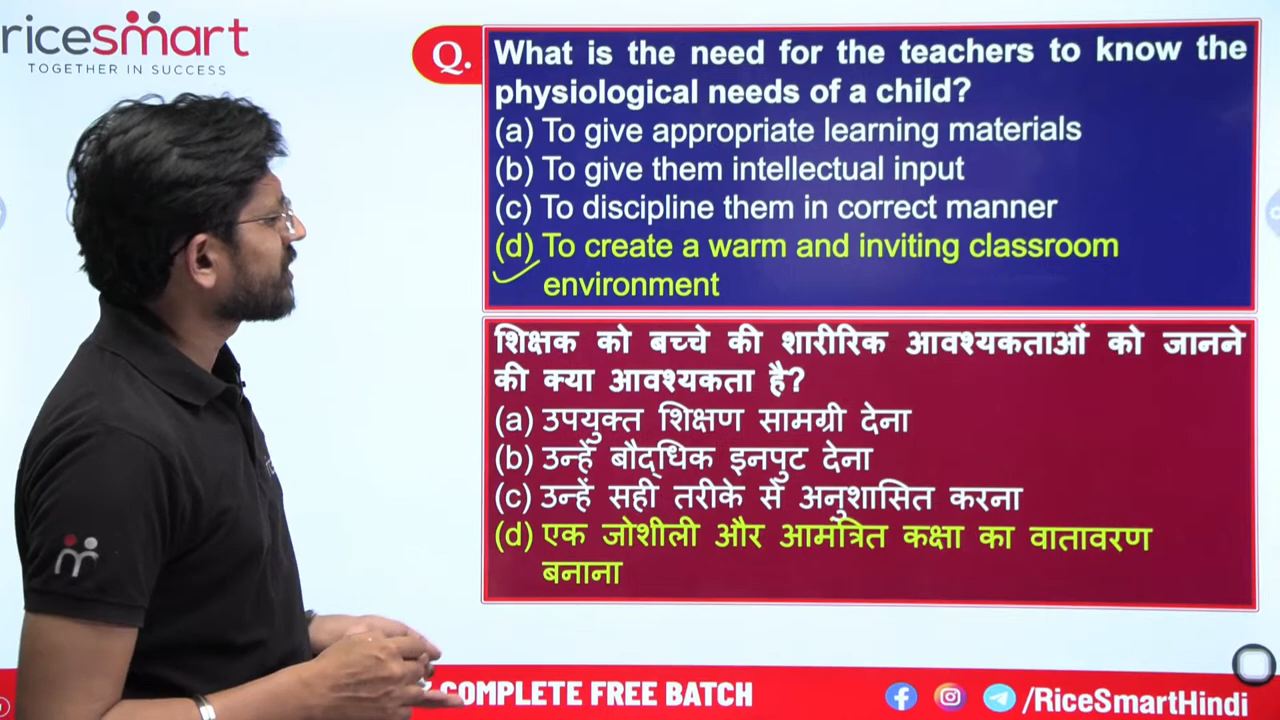 ricesmart
TOGETHER IN SUCCESS
Q.
What is the need for the teachers to know the
physiological needs of a child?
(a) To give appropriate learning materials
(b) To give them intellectual input
(c) To discipline them in correct manner
(d) To create a warm and inviting classroom
environment
शिक्षक को बच्चे की शारीरिक आवश्यकताओं को जानने
की क्या आवश्यकता है?
(a) उपयुक्त शिक्षण सामग्री देना
(b) उन्हें बौद्धिक इनपुट देना
(c) उन्हें सही तरीके से अनुशासित करना
(d) एक जोशीली और आमंत्रित कक्षा का वातावरण
बनाना
COMPLETE FREE BATCH
/RiceSmartHindi